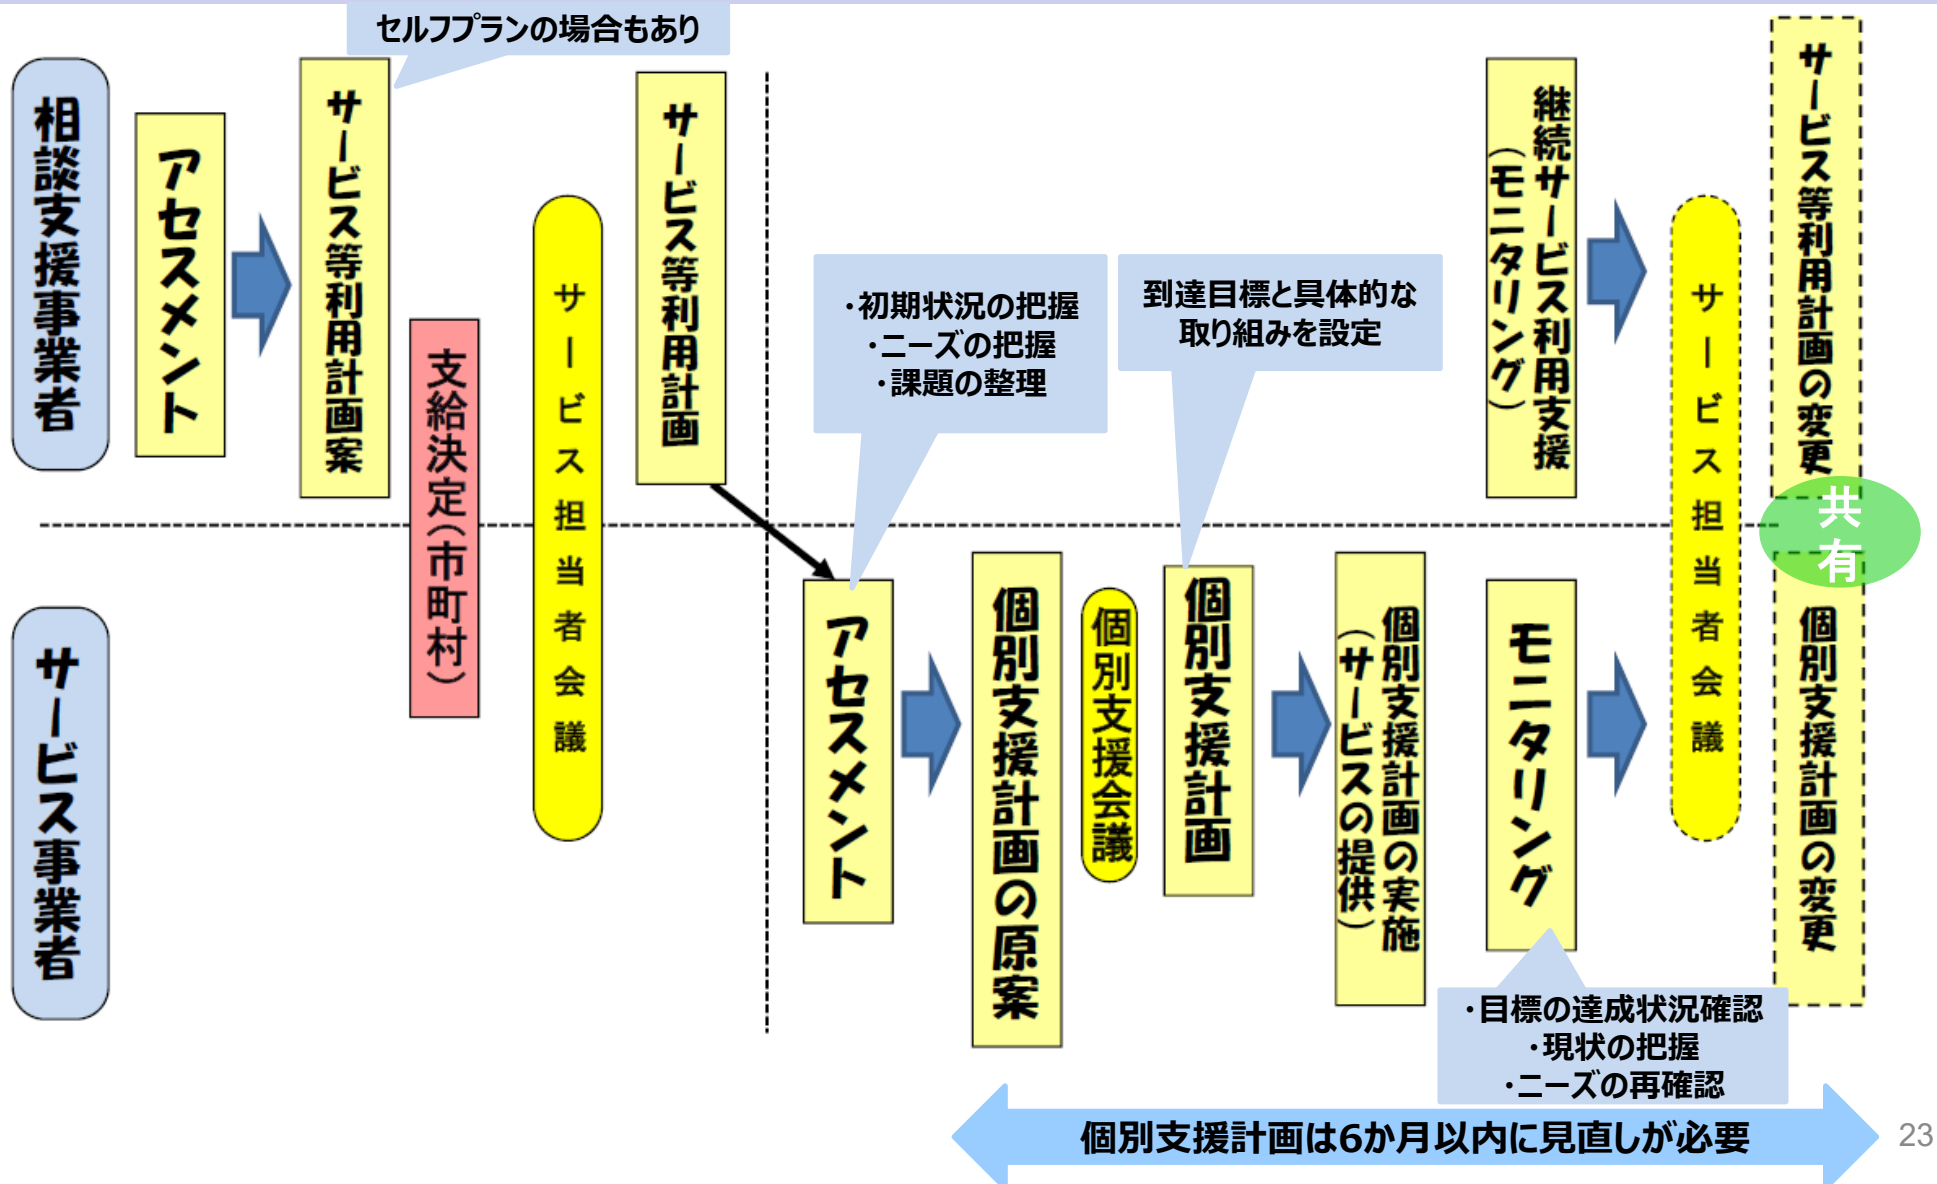 セルフプランの場合もあり
相談支援事業者
アセスメント
サービス等利用計画案
支給決定(市町村)
サービス担当者会議
サービス等利用計画
継続サービス利用支援
(モニタリング)
サービス担当者会議
サービス等利用計画の変更
共
有
・初期状況の把握
・ニーズの把握
・課題の整理
到達目標と具体的な
取り組みを設定
サービス事業者
アセスメント
個別支援計画の原案
個別支援会議
個別支援計画
個別支援計画の実施
(サービスの提供)
モニタリング
個別支援計画の変更
・目標の達成状況確認
・現状の把握
・ニーズの再確認
個別支援計画は6か月以内に見直しが必要
23